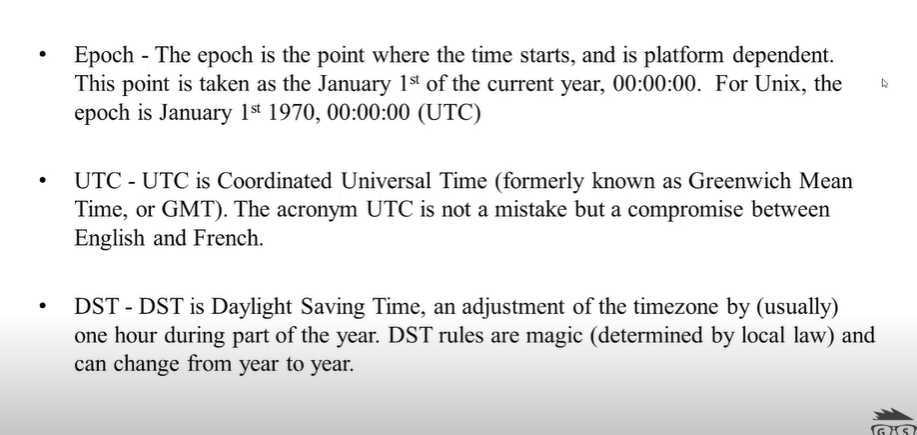 • Epoch - The epoch is the point where the time starts, and is platform dependent.
This point is taken as the January 1st of the current year, 00:00:00. For Unix, the
epoch is January 1st 1970, 00:00:00 (UTC)
• UTC - UTC is Coordinated Universal Time (formerly known as Greenwich Mean
Time, or GMT). The acronym UTC is not a mistake but a compromise between
English and French.
• DST - DST is Daylight Saving Time, an adjustment of the timezone by (usually)
one hour during part of the year. DST rules are magic (determined by local law) and
can change from year to year.